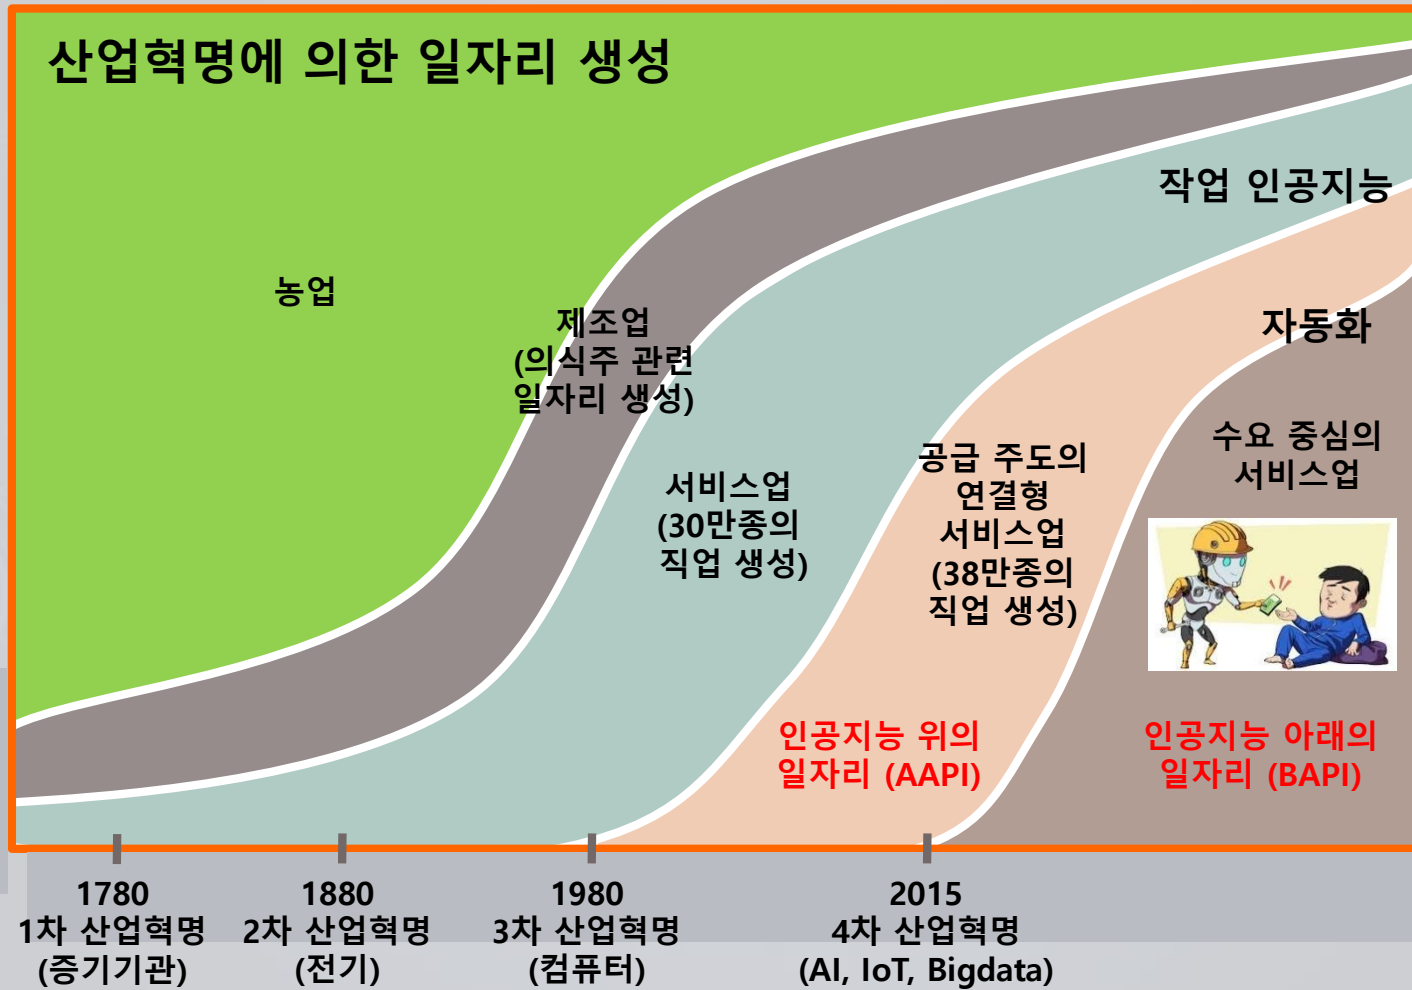 산업혁명에 의한 일자리 생성
작업 인공지능
농업
제조업
(의식주 관련
일자리 생성)
자동화
서비스업
(30만종의
직업 생성)
공급 주도의
연결형
서비스업
(38만종의
직업 생성)
수요 중심의
서비스업
인공지능 위의
일자리 (AAPI)
인공지능 아래의
일자리 (BAPI)
1780
1차 산업혁명
(증기기관)
1880
2차 산업혁명
(전기)
1980
3차 산업혁명
(컴퓨터)
2015
4차 산업혁명
(AI, IoT, Bigdata)